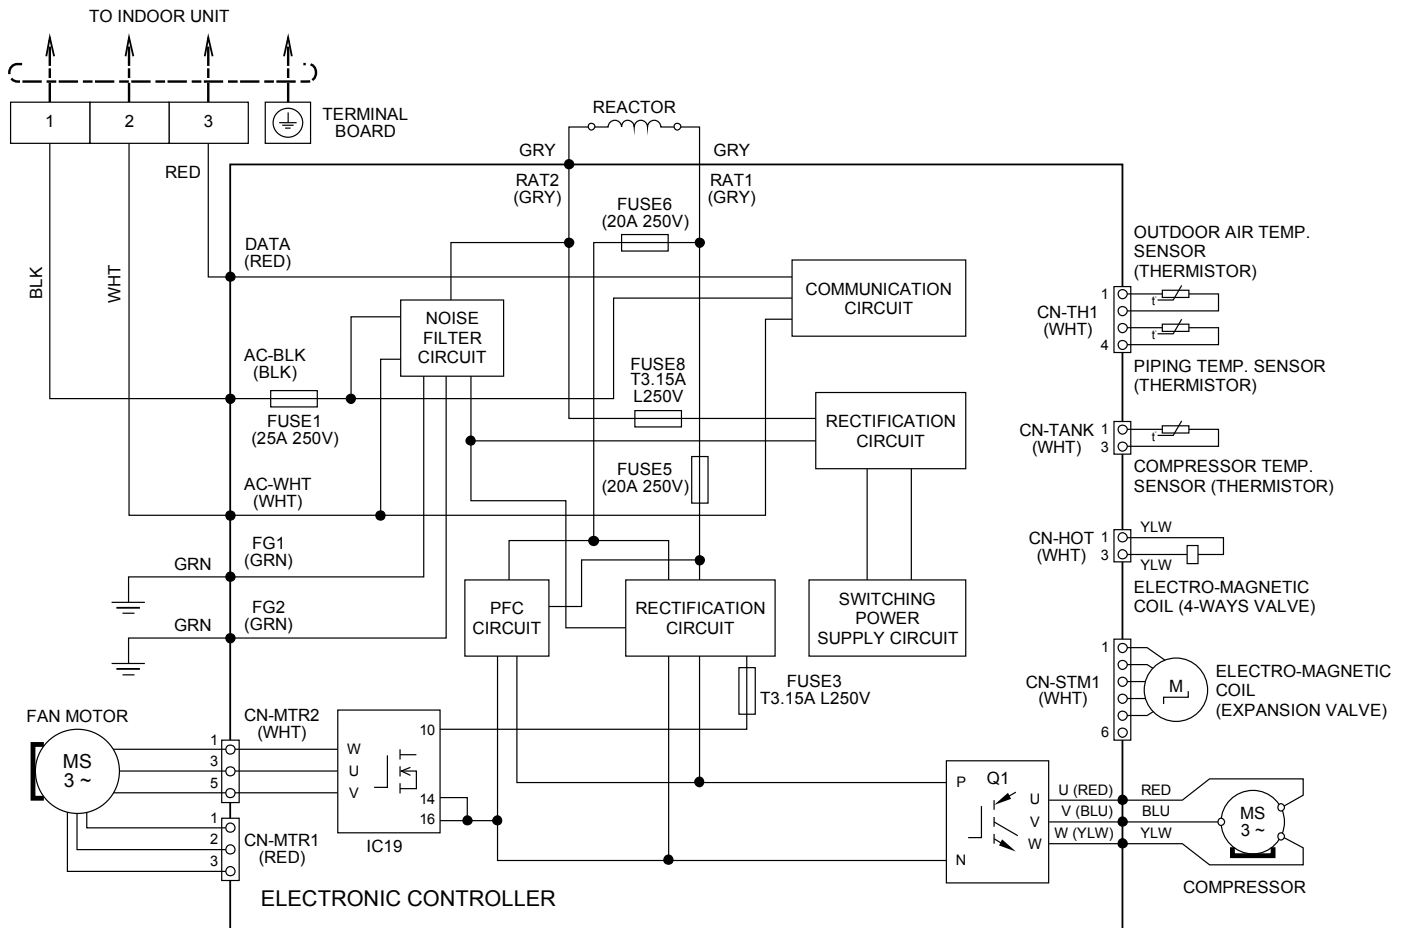 TO INDOOR UNIT
1
2
3
TERMINAL
BOARD
REACTOR
RED
GRY
GRY
RAT2
(GRY)
RAT1
(GRY)
FUSE6
(20A 250V)
BLK
WHT
DATA
(RED)
COMMUNICATION
CIRCUIT
NOISE
FILTER
CIRCUIT
AC-BLK
(BLK)
FUSE1
(25A 250V)
FUSE8
T3.15A
L250V
RECTIFICATION
CIRCUIT
FUSE5
(20A 250V)
AC-WHT
(WHT)
FG1
(GRN)
GRN
FG2
(GRN)
GRN
PFC
CIRCUIT
RECTIFICATION
CIRCUIT
SWITCHING
POWER
SUPPLY CIRCUIT
FUSE3
T3.15A L250V
OUTDOOR AIR TEMP.
SENSOR
(THERMISTOR)
CN-TH1
(WHT)
1
4
t
t
PIPING TEMP. SENSOR
(THERMISTOR)
CN-TANK
(WHT)
1
3
t
COMPRESSOR TEMP.
SENSOR (THERMISTOR)
CN-HOT
(WHT)
1
3
YLW
YLW
ELECTRO-MAGNETIC
COIL (4-WAYS VALVE)
CN-STM1
(WHT)
1
6
M
ELECTRO-MAGNETIC
COIL
(EXPANSION VALVE)
FAN MOTOR
MS
3 ~
CN-MTR2
(WHT)
1
3
5
W
U
V
10
14
16
IC19
CN-MTR1
(RED)
1
2
3
P
N
Q1
U
V
W
U (RED)
V (BLU)
W (YLW)
RED
BLU
YLW
MS
3 ~
COMPRESSOR
ELECTRONIC CONTROLLER